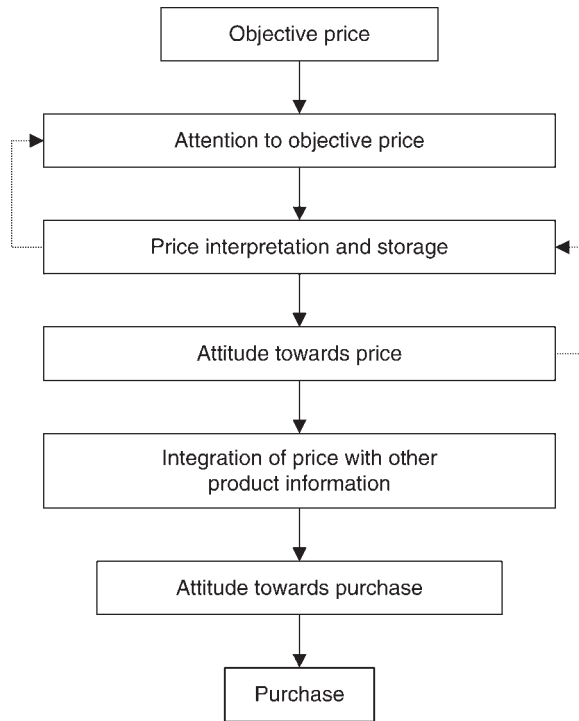 Objective price
Attention to objective price
Price interpretation and storage
Attitude towards price
Integration of price with other
product information
Attitude towards purchase
Purchase